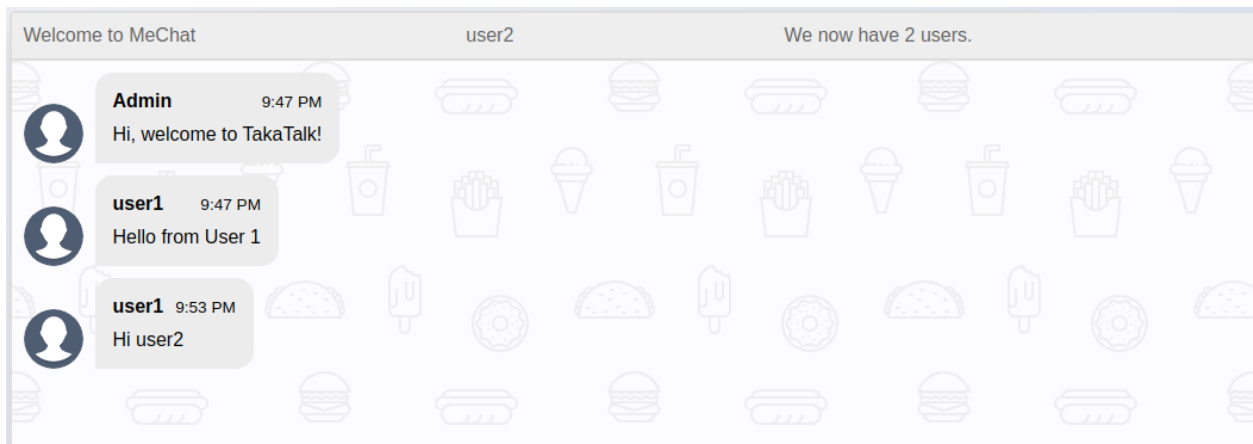 Welcome to MeChat user2 We now have 2 users.
Admin 9:47 PM
Hi, welcome to TakaTalk!
user1 9:47 PM
Hello from User 1
user1 9:53 PM
Hi user2